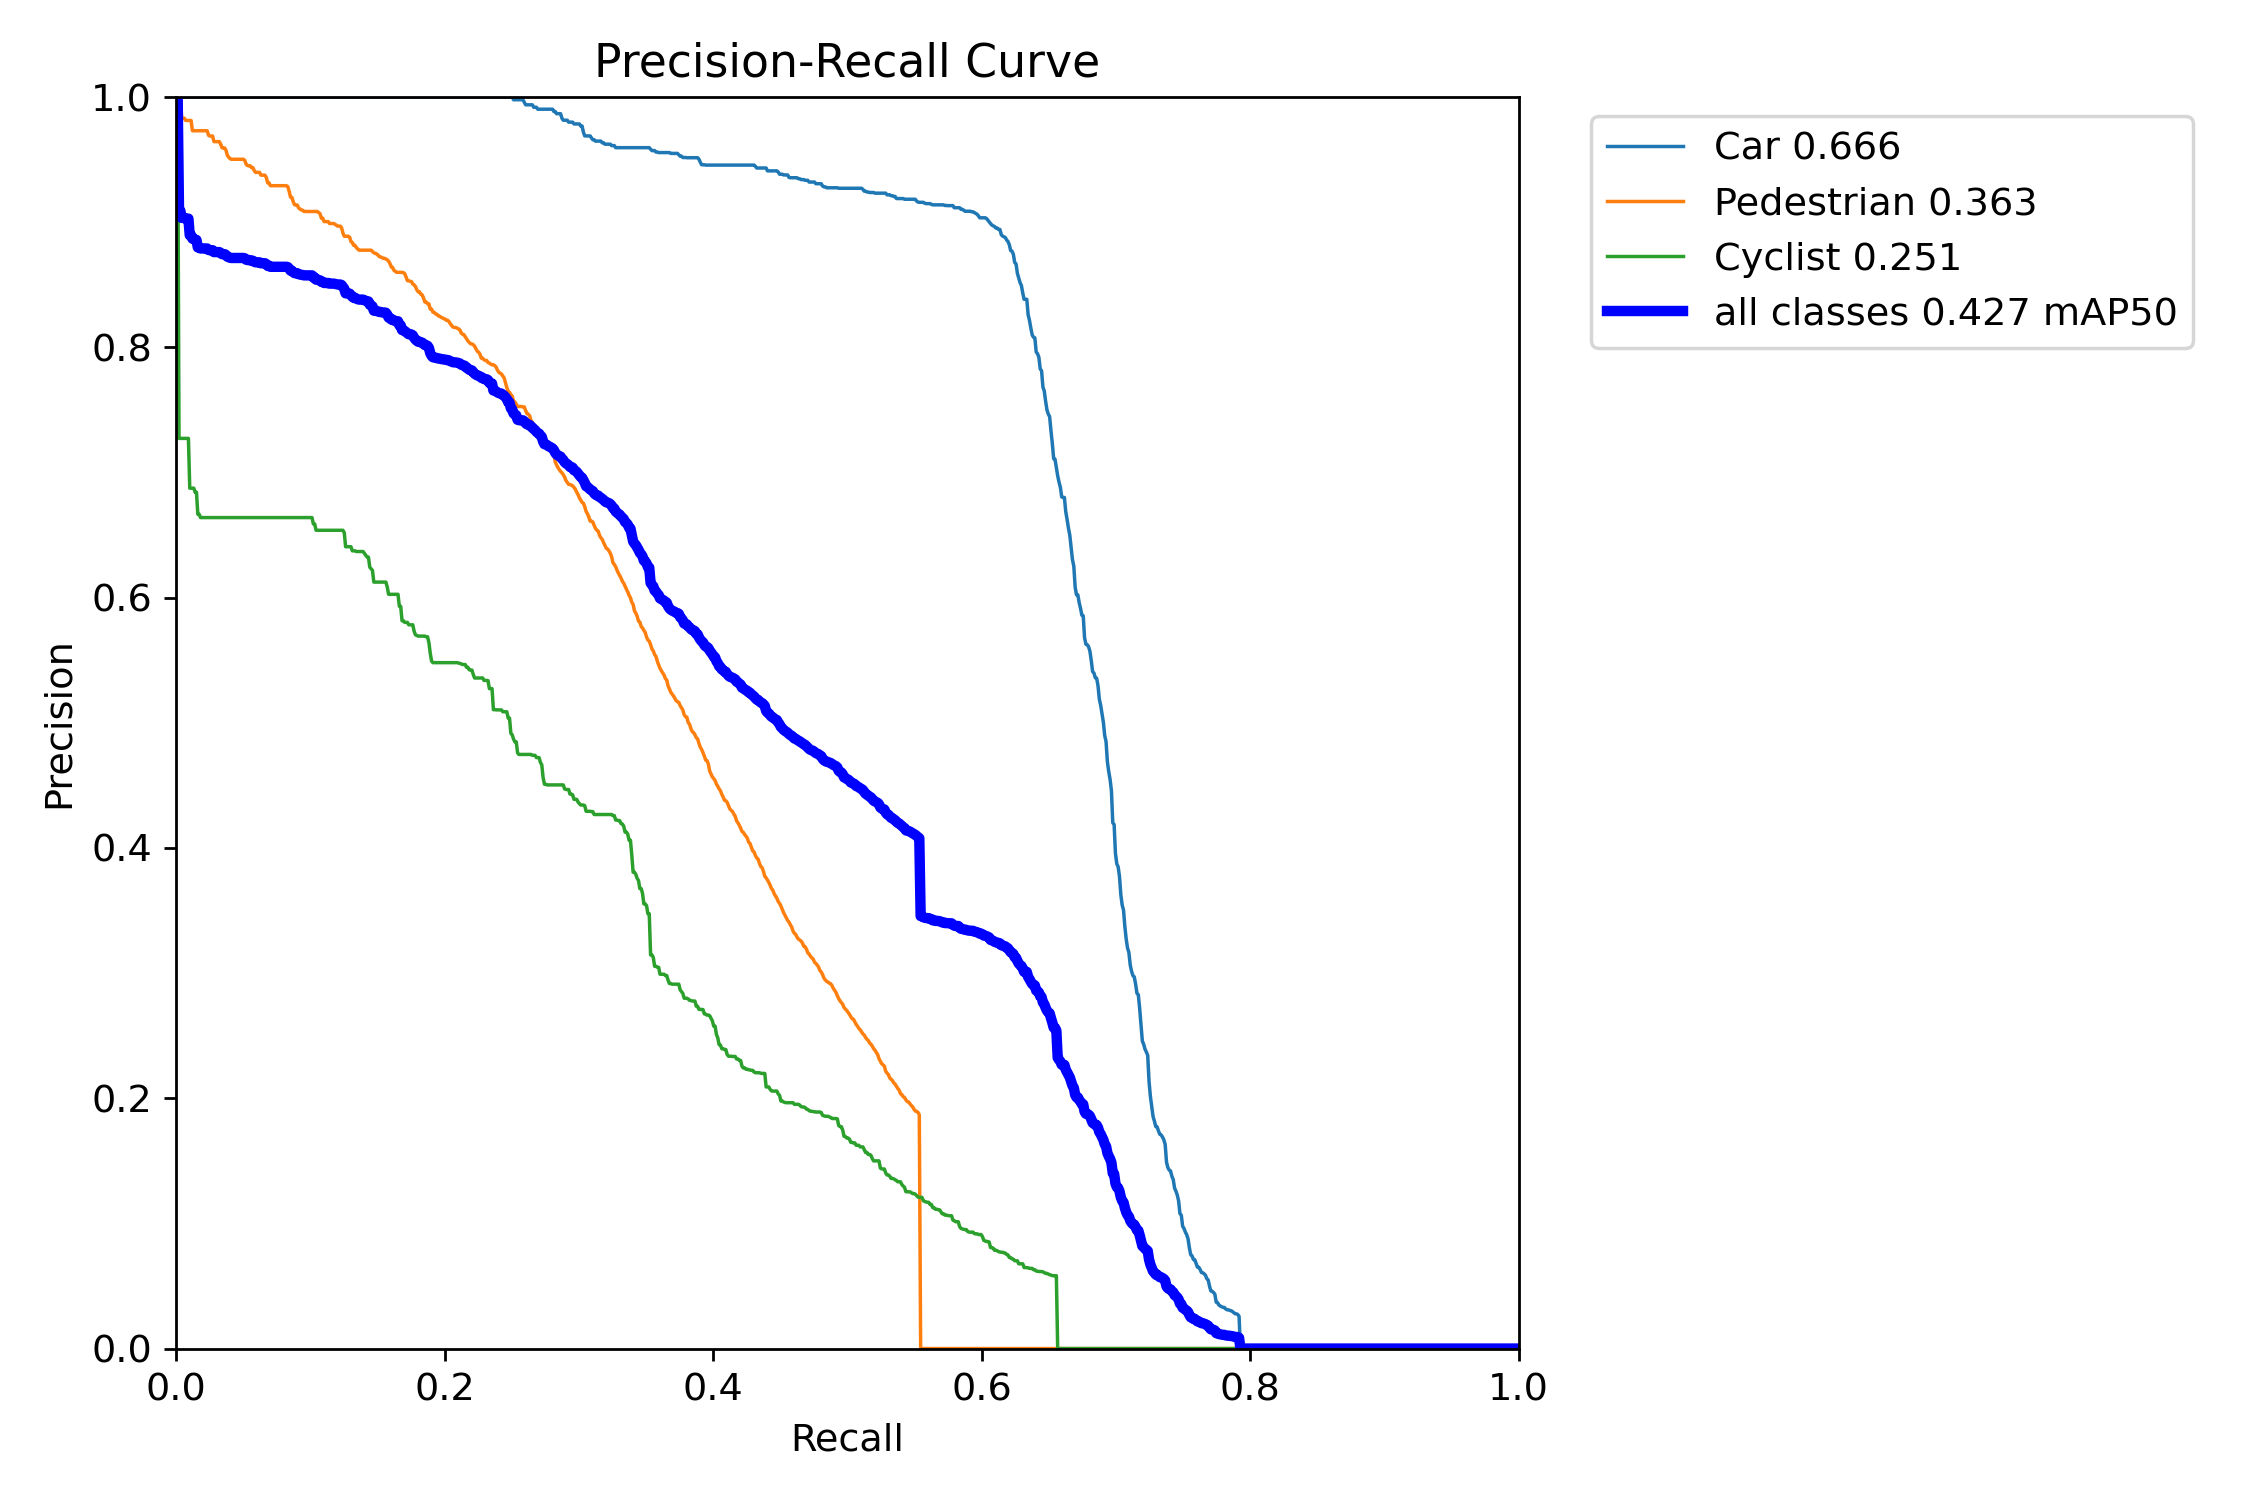 Precision-Recall Curve
1.0
0.8
0.6
0.4
0.2
0.0
Precision
0.0 0.2 0.4 0.6 0.8 1.0
Recall
Car 0.666
Pedestrian 0.363
Cyclist 0.251
all classes 0.427 mAP50